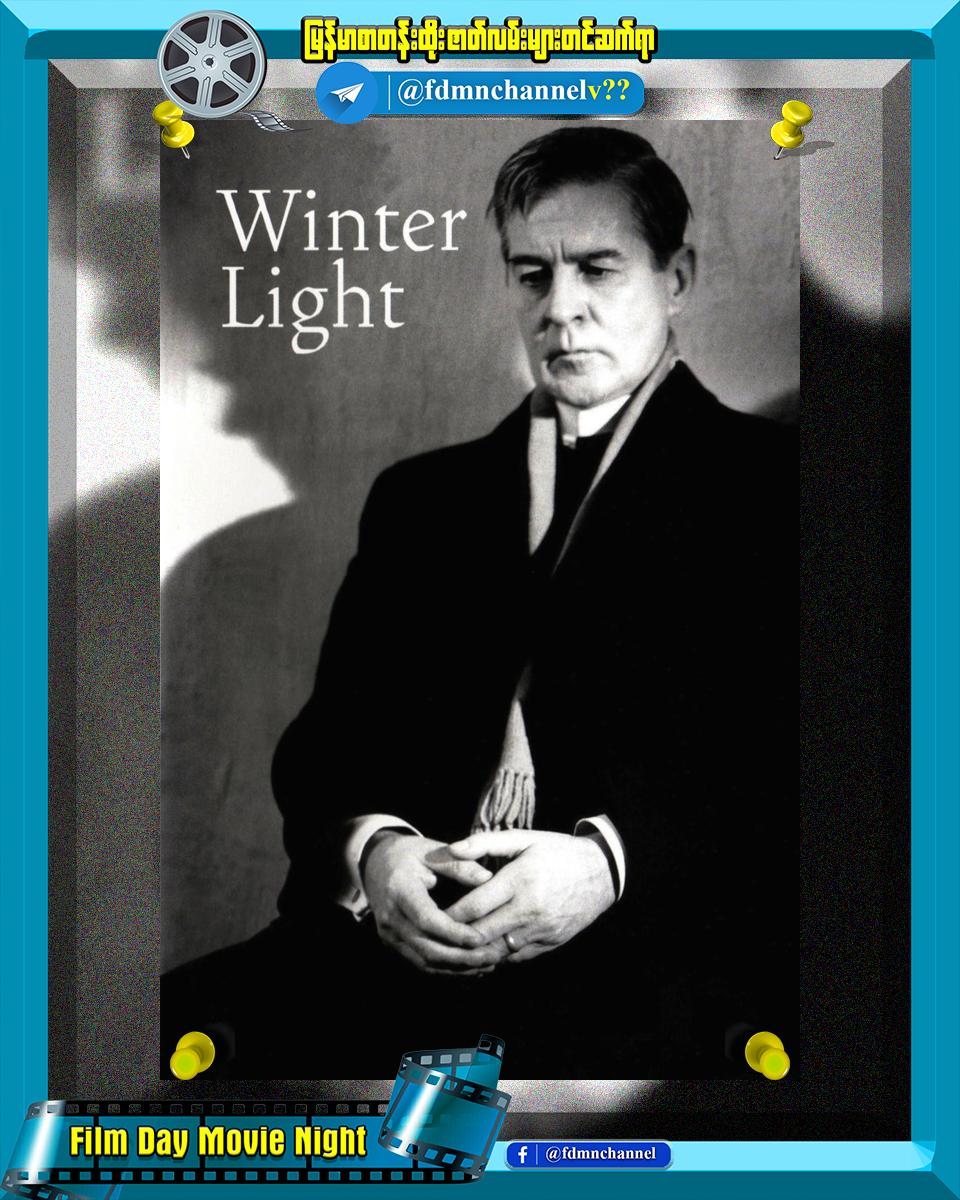 မြန်မာစာတန်းထိုးဇာတ်လမ်းများတင်ဆက်ရာ
@fdmnchannelv??
Winter
Light
Film Day Movie Night
@fdmnchannel